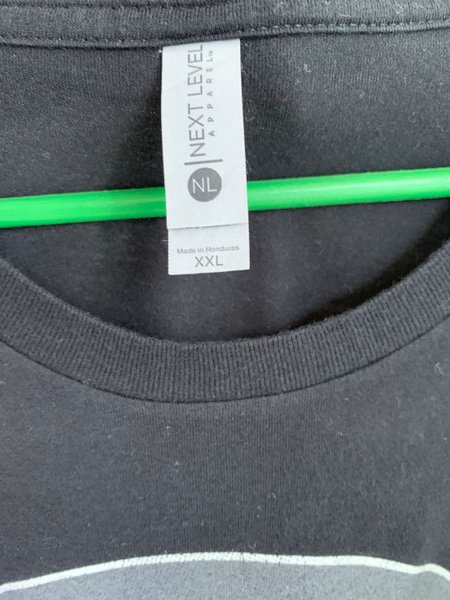 NEXT LEVEL
APPAREL
NL
Made in Honduras
XXL